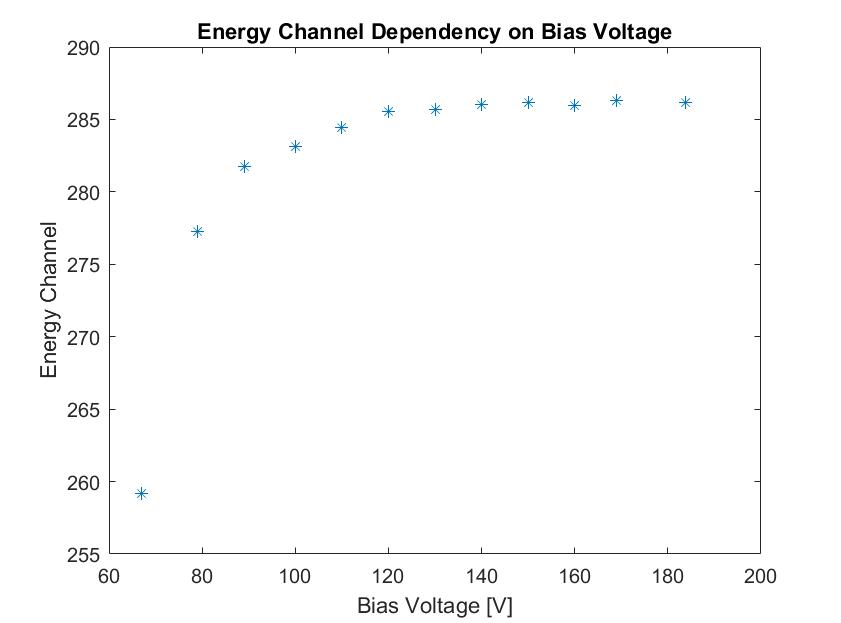 Energy Channel Dependency on Bias Voltage
290
285
280
275
270
265
260
255
Energy Channel
60 80 100 120 140 160 180 200
Bias Voltage [V]